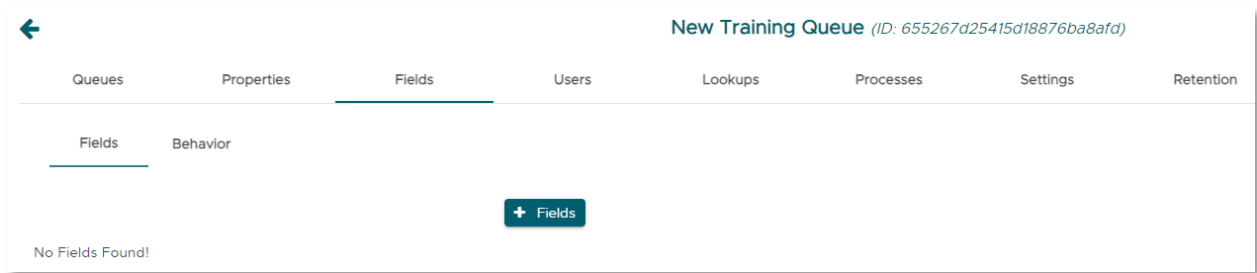 New Training Queue (ID: 655267d25415d18876ba8afd)
Queues Properties Fields Users Lookups Processes Settings Retention
Fields Behavior
+ Fields
No Fields Found!